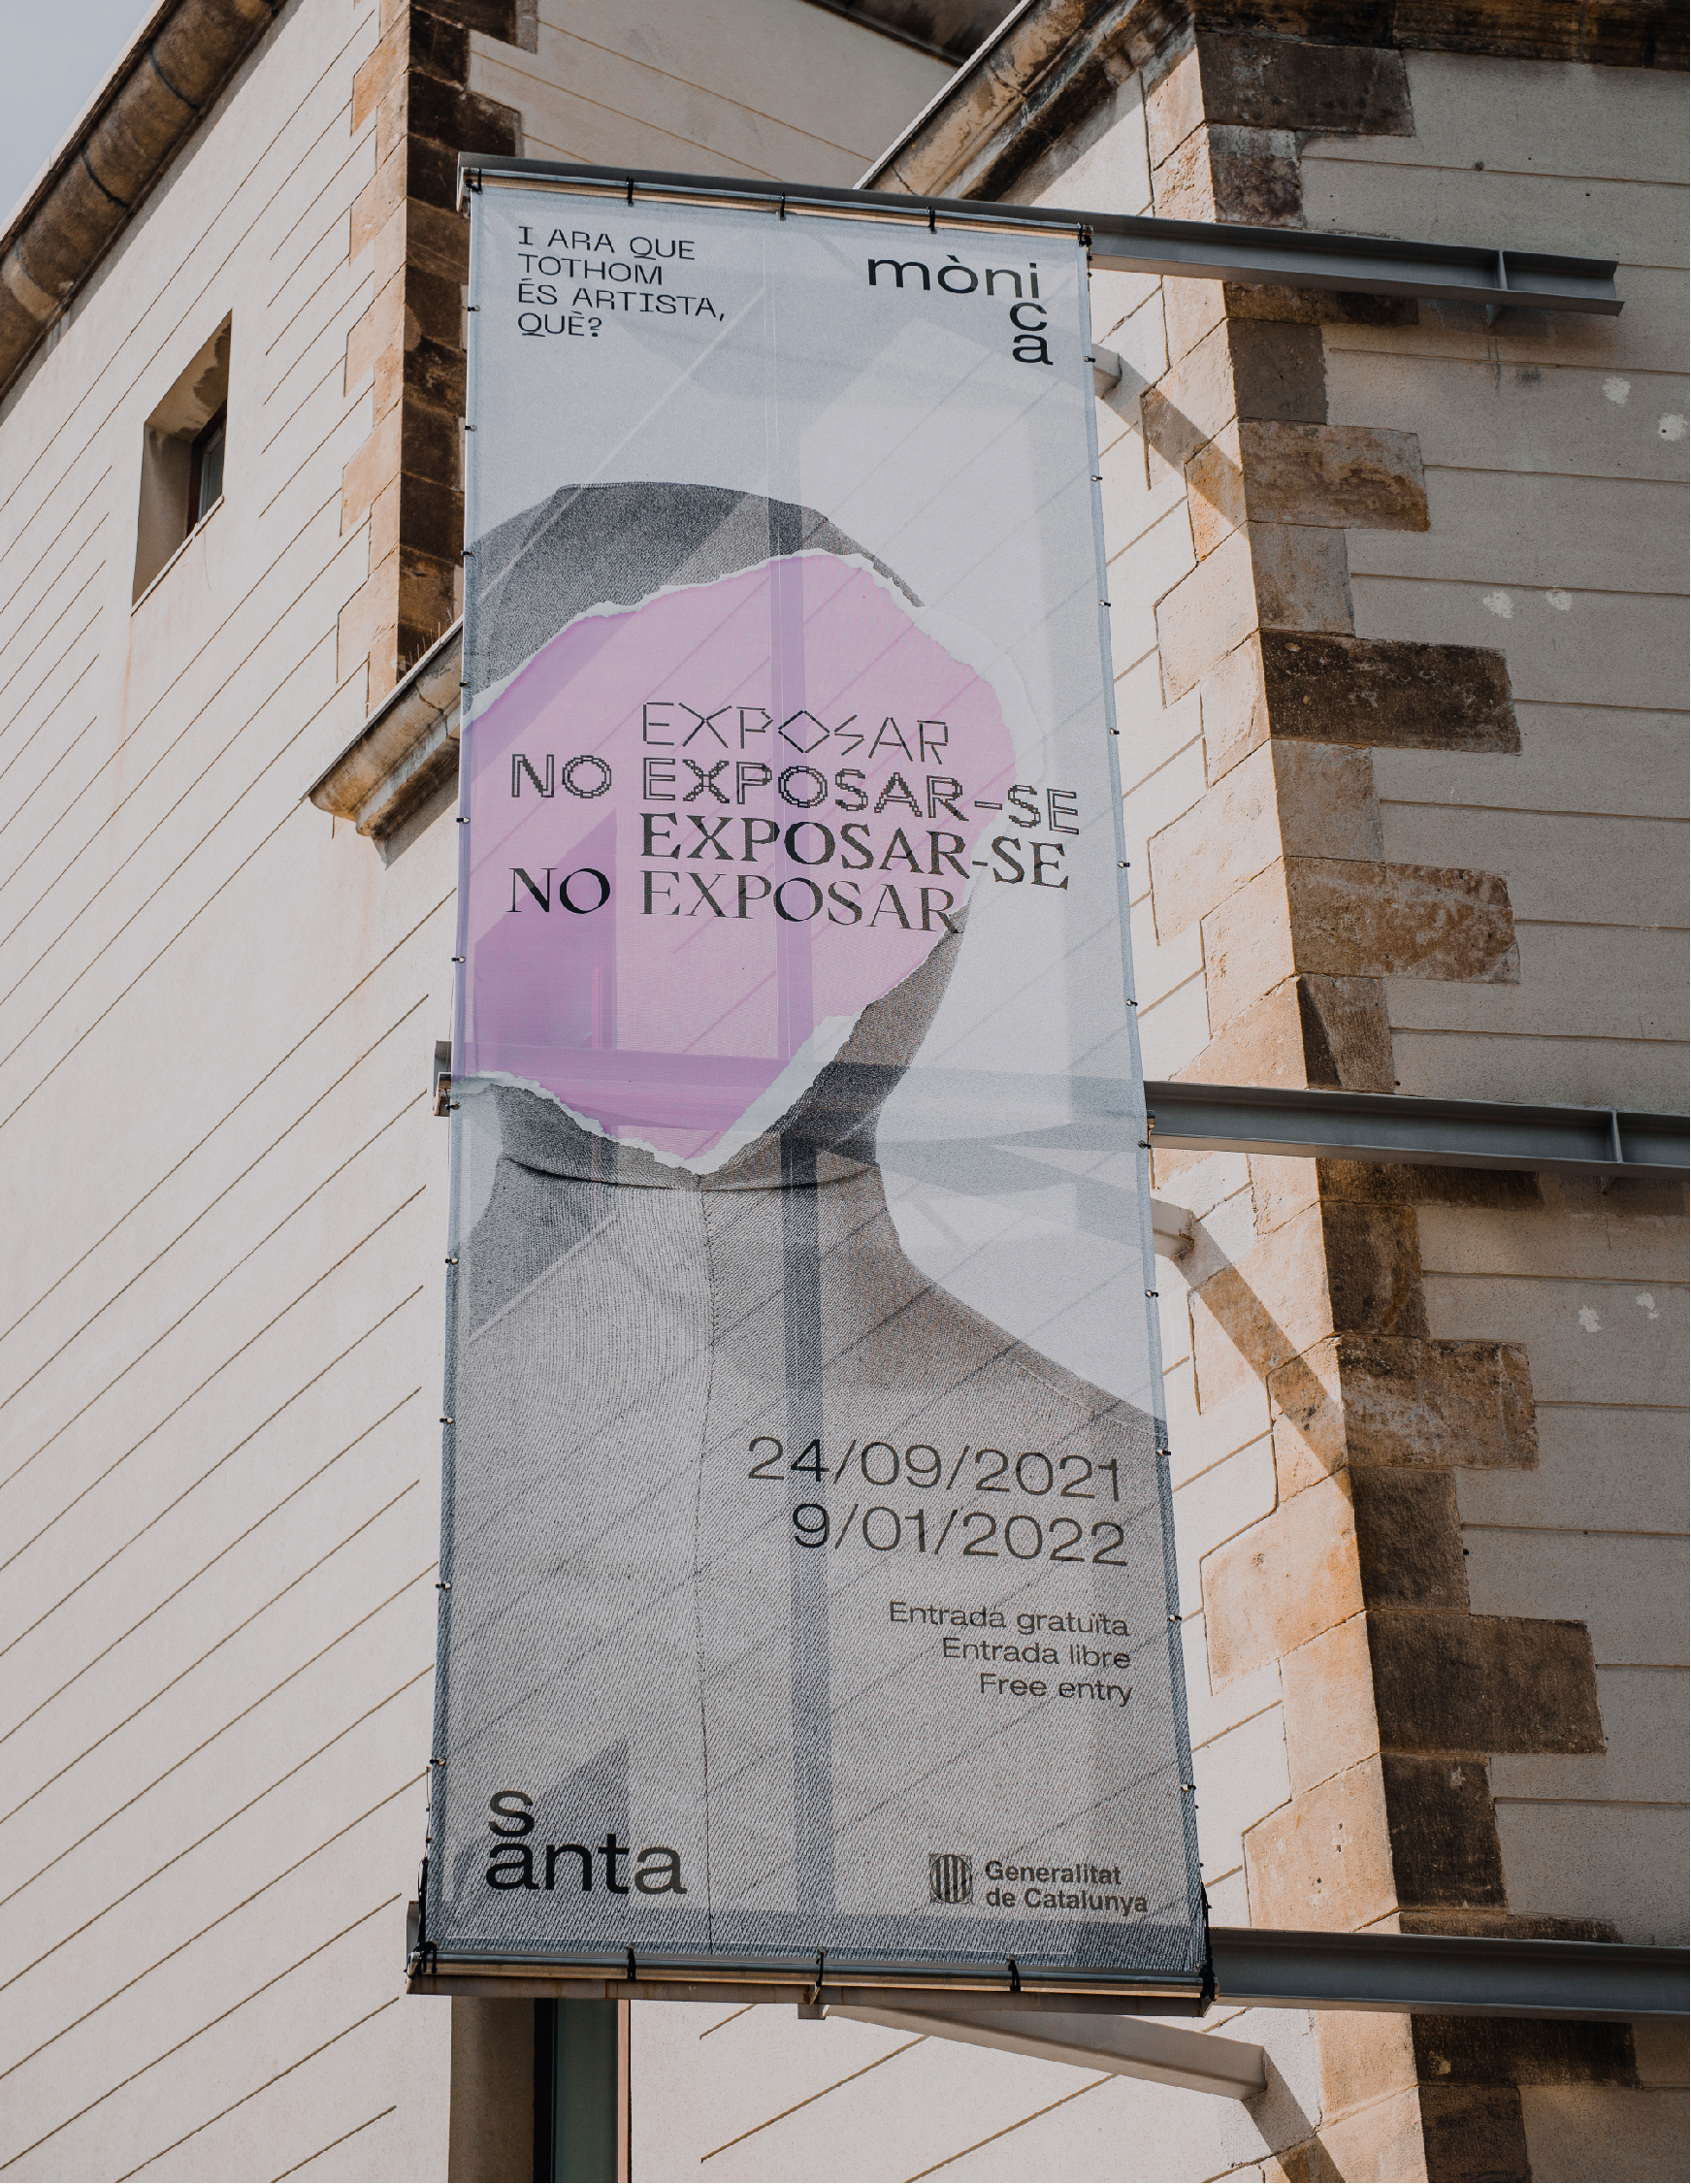 I ARA QUE
TOTHOM
ÉS ARTISTA,
QUÈ?
mòni
c
a
EXPOSAR
NO EXPOSAR-SE
EXPOSAR-SE
NO EXPOSAR
24/09/2021
9/01/2022
Entrada gratuïta
Entrada libre
Free entry
s
anta
Generalitat
de Catalunya